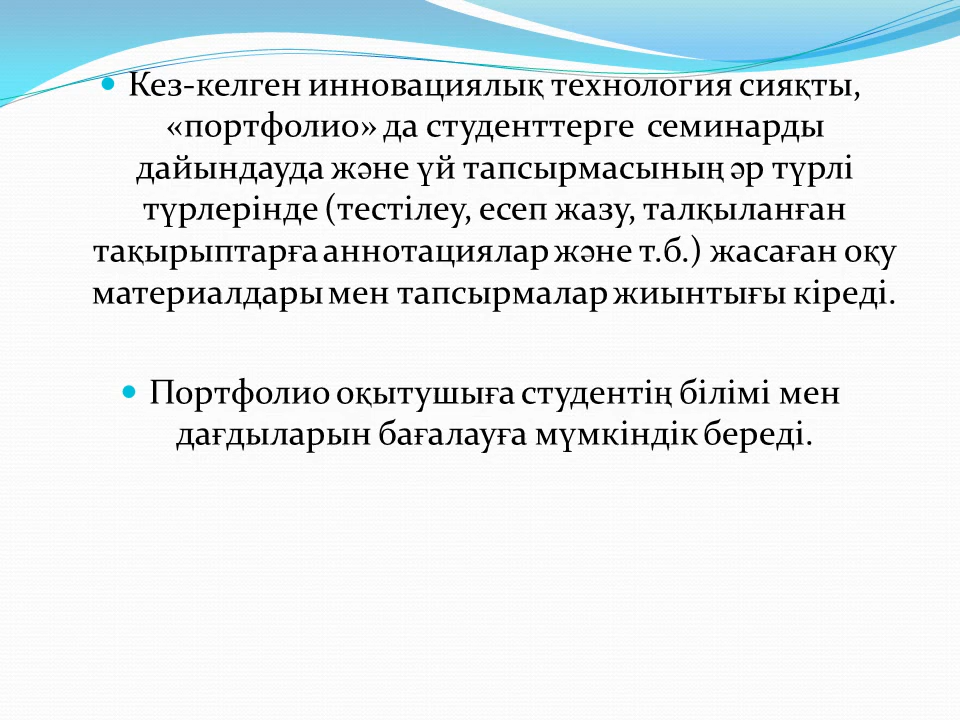 • Кез-келген инновациялық технология сияқты,
«портфолио» да студенттерге семинарды
дайындауда және үй тапсырмасының әр түрлі
түрлерінде (тестілеу, есеп жазу, талқыланған
тақырыптарға аннотациялар және т.б.) жасаған оқу
материалдары мен тапсырмалар жиынтығы кіреді.
• Портфолио оқытушыға студентің білімі мен
дағдыларын бағалауға мүмкіндік береді.